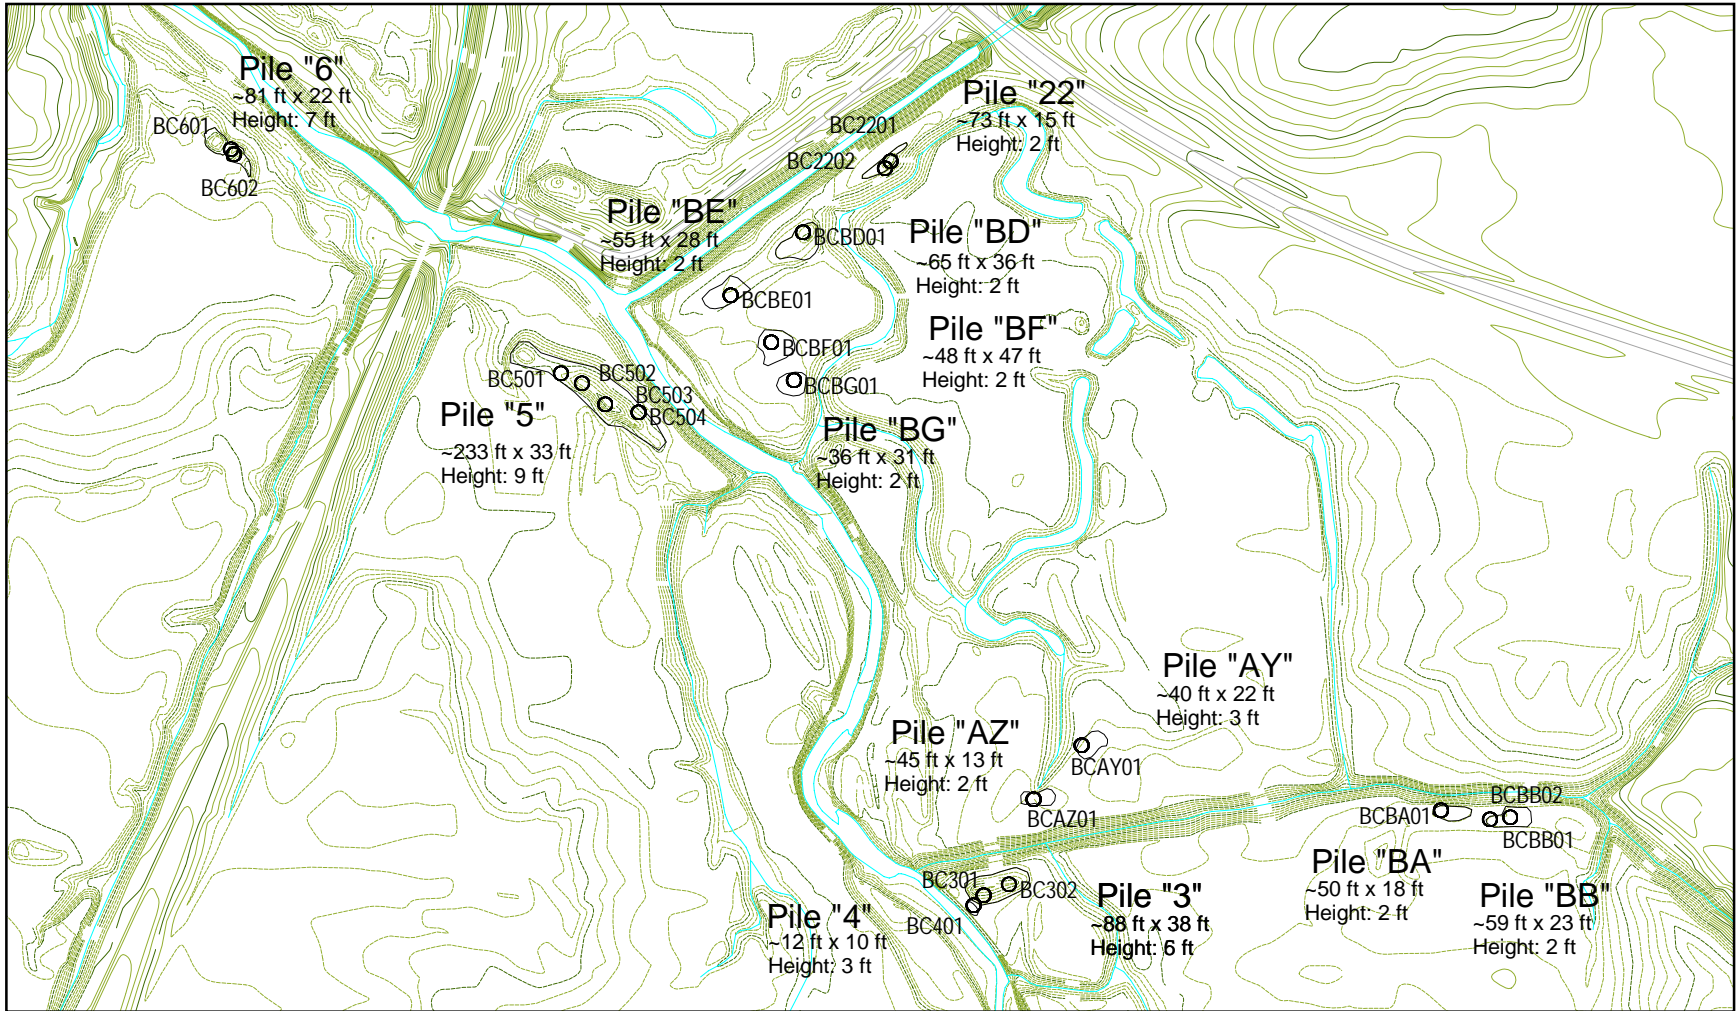 Pile "6"
~81 ft x 22 ft
Height: 7 ft
BC601
BC602
Pile "22"
~73 ft x 15 ft
Height: 2 ft
BC2201
BC2202
Pile "BE"
~55 ft x 28 ft
Height: 2 ft
BCBD01
Pile "BD"
~65 ft x 36 ft
Height: 2 ft
BCBE01
Pile "BF"
~48 ft x 47 ft
Height: 2 ft
BCBF01
BCBG01
BC501
BC502
BC503
BC504
Pile "5"
~233 ft x 33 ft
Height: 9 ft
Pile "BG"
~36 ft x 31 ft
Height: 2 ft
Pile "AY"
~40 ft x 22 ft
Height: 3 ft
BCAY01
Pile "AZ"
~45 ft x 13 ft
Height: 2 ft
BCAZ01
BCBA01
BCBB02
BCBB01
Pile "BA"
~50 ft x 18 ft
Height: 2 ft
Pile "BB"
~59 ft x 23 ft
Height: 2 ft
BC301
BC302
BC401
Pile "3"
~88 ft x 38 ft
Height: 6 ft
Pile "4"
~12 ft x 10 ft
Height: 3 ft